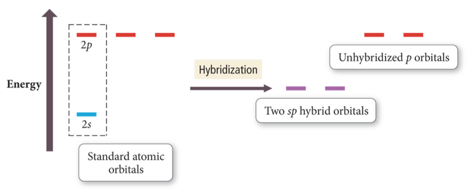 2p
Energy
2s
Standard atomic
orbitals
Hybridization
Two sp hybrid orbitals
Unhybridized p orbitals